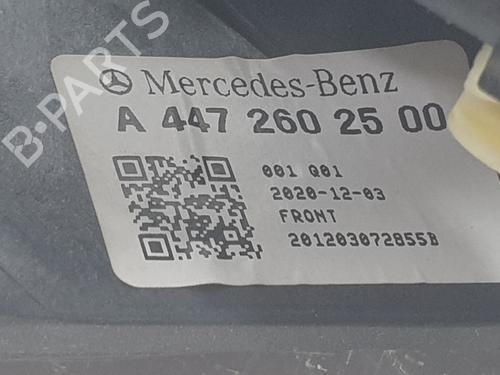 Mercedes-Benz
A 447 260 25 00
001 Q01
2020-12-03
FRONT
201203072855B
B-PARTS